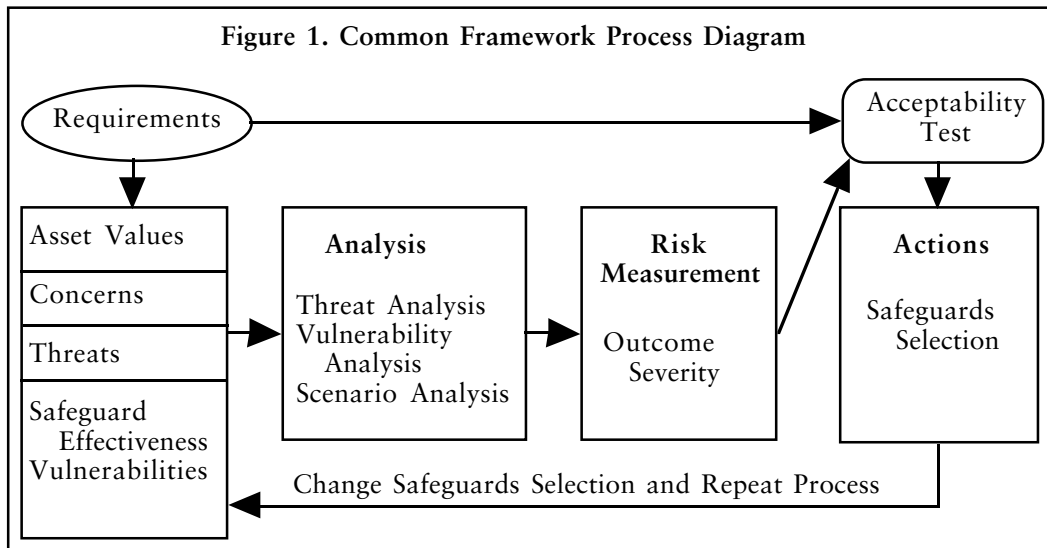 Figure 1. Common Framework Process Diagram
Requirements
Acceptability
Test
Asset Values
Concerns
Threats
Safeguard
Effectiveness
Vulnerabilities
Analysis
Threat Analysis
Vulnerability
Analysis
Scenario Analysis
Risk
Measurement
Outcome
Severity
Actions
Safeguards
Selection
Change Safeguards Selection and Repeat Process